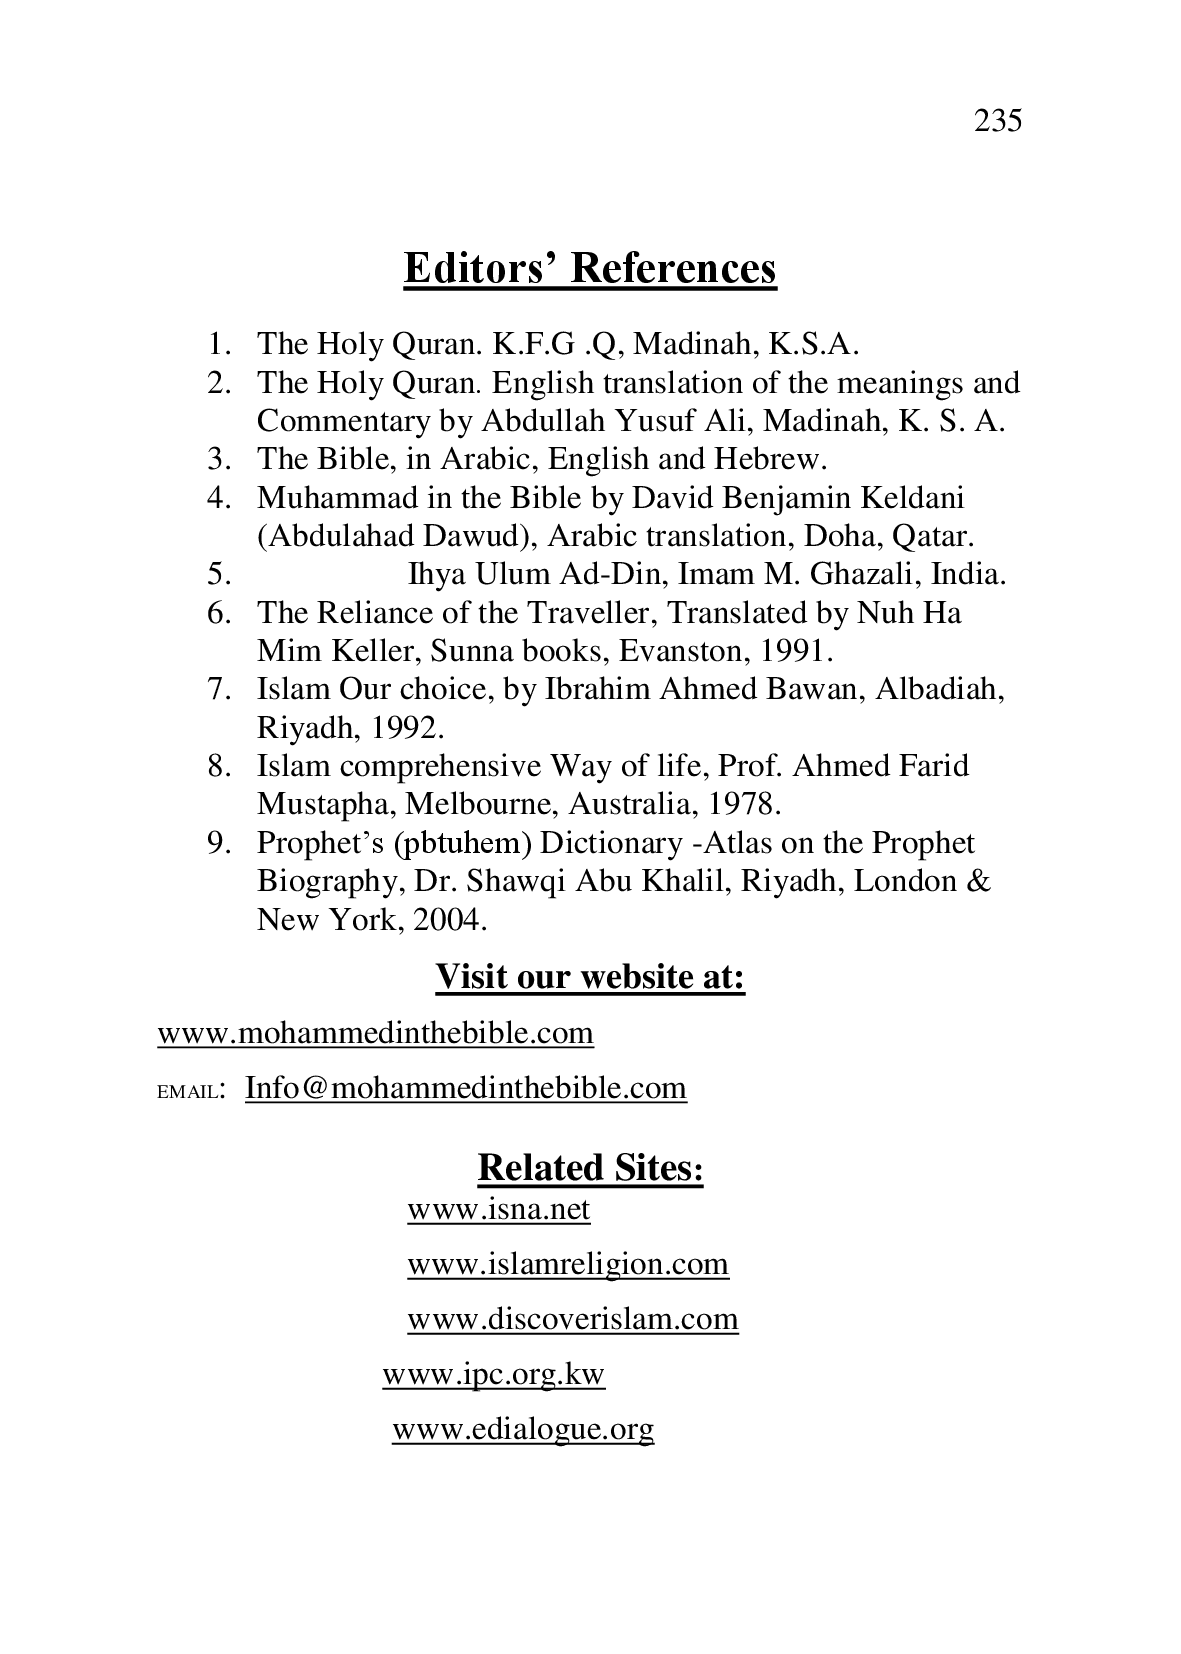 235
Editors’ References
1. The Holy Quran. K.F.G .Q, Madinah, K.S.A.
2. The Holy Quran. English translation of the meanings and
Commentary by Abdullah Yusuf Ali, Madinah, K. S. A.
3. The Bible, in Arabic, English and Hebrew.
4. Muhammad in the Bible by David Benjamin Keldani
(Abdulahad Dawud), Arabic translation, Doha, Qatar.
5. Ihya Ulum Ad-Din, Imam M. Ghazali, India.
6. The Reliance of the Traveller, Translated by Nuh Ha
Mim Keller, Sunna books, Evanston, 1991.
7. Islam Our choice, by Ibrahim Ahmed Bawan, Albadiah,
Riyadh, 1992.
8. Islam comprehensive Way of life, Prof. Ahmed Farid
Mustapha, Melbourne, Australia, 1978.
9. Prophet’s (pbtuhem) Dictionary -Atlas on the Prophet
Biography, Dr. Shawqi Abu Khalil, Riyadh, London &
New York, 2004.
Visit our website at:
www.mohammedinthebible.com
EMAIL: Info@mohammedinthebible.com
Related Sites:
www.isna.net
www.islamreligion.com
www.discoverislam.com
www.ipc.org.kw
www.edialogue.org